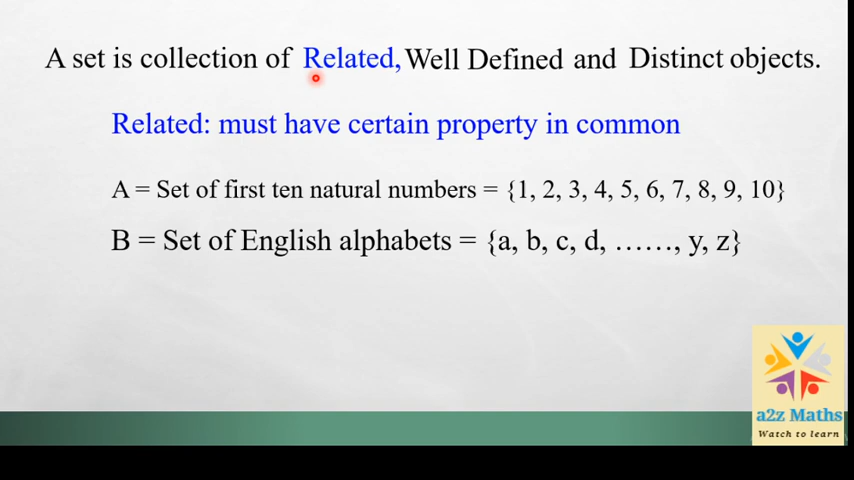 A set is collection of Related, Well Defined and Distinct objects.
Related: must have certain property in common
A = Set of first ten natural numbers = {1, 2, 3, 4, 5, 6, 7, 8, 9, 10}
B = Set of English alphabets = {a, b, c, d, ……, y, z}
a2z Maths
Watch to learn